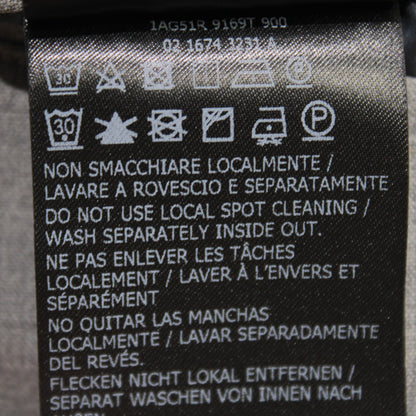 1AG51R 9169T 900
02 1674 3231 A
30
P
30
P
NON SMACCHIARE LOCALMENTE /
LAVARE A ROVESCIO E SEPARATAMENTE
DO NOT USE LOCAL SPOT CLEANING /
WASH SEPARATELY INSIDE OUT.
NE PAS ENLEVER LES TÂCHES
LOCALEMENT / LAVER À L'ENVERS ET
SÉPARÉMENT
NO QUITAR LAS MANCHAS
LOCALMENTE / LAVAR SEPARADAMENTE
DEL REVÉS.
FLECKEN NICHT LOKAL ENTFERNEN /
SEPARAT WASCHEN VON INNEN NACH